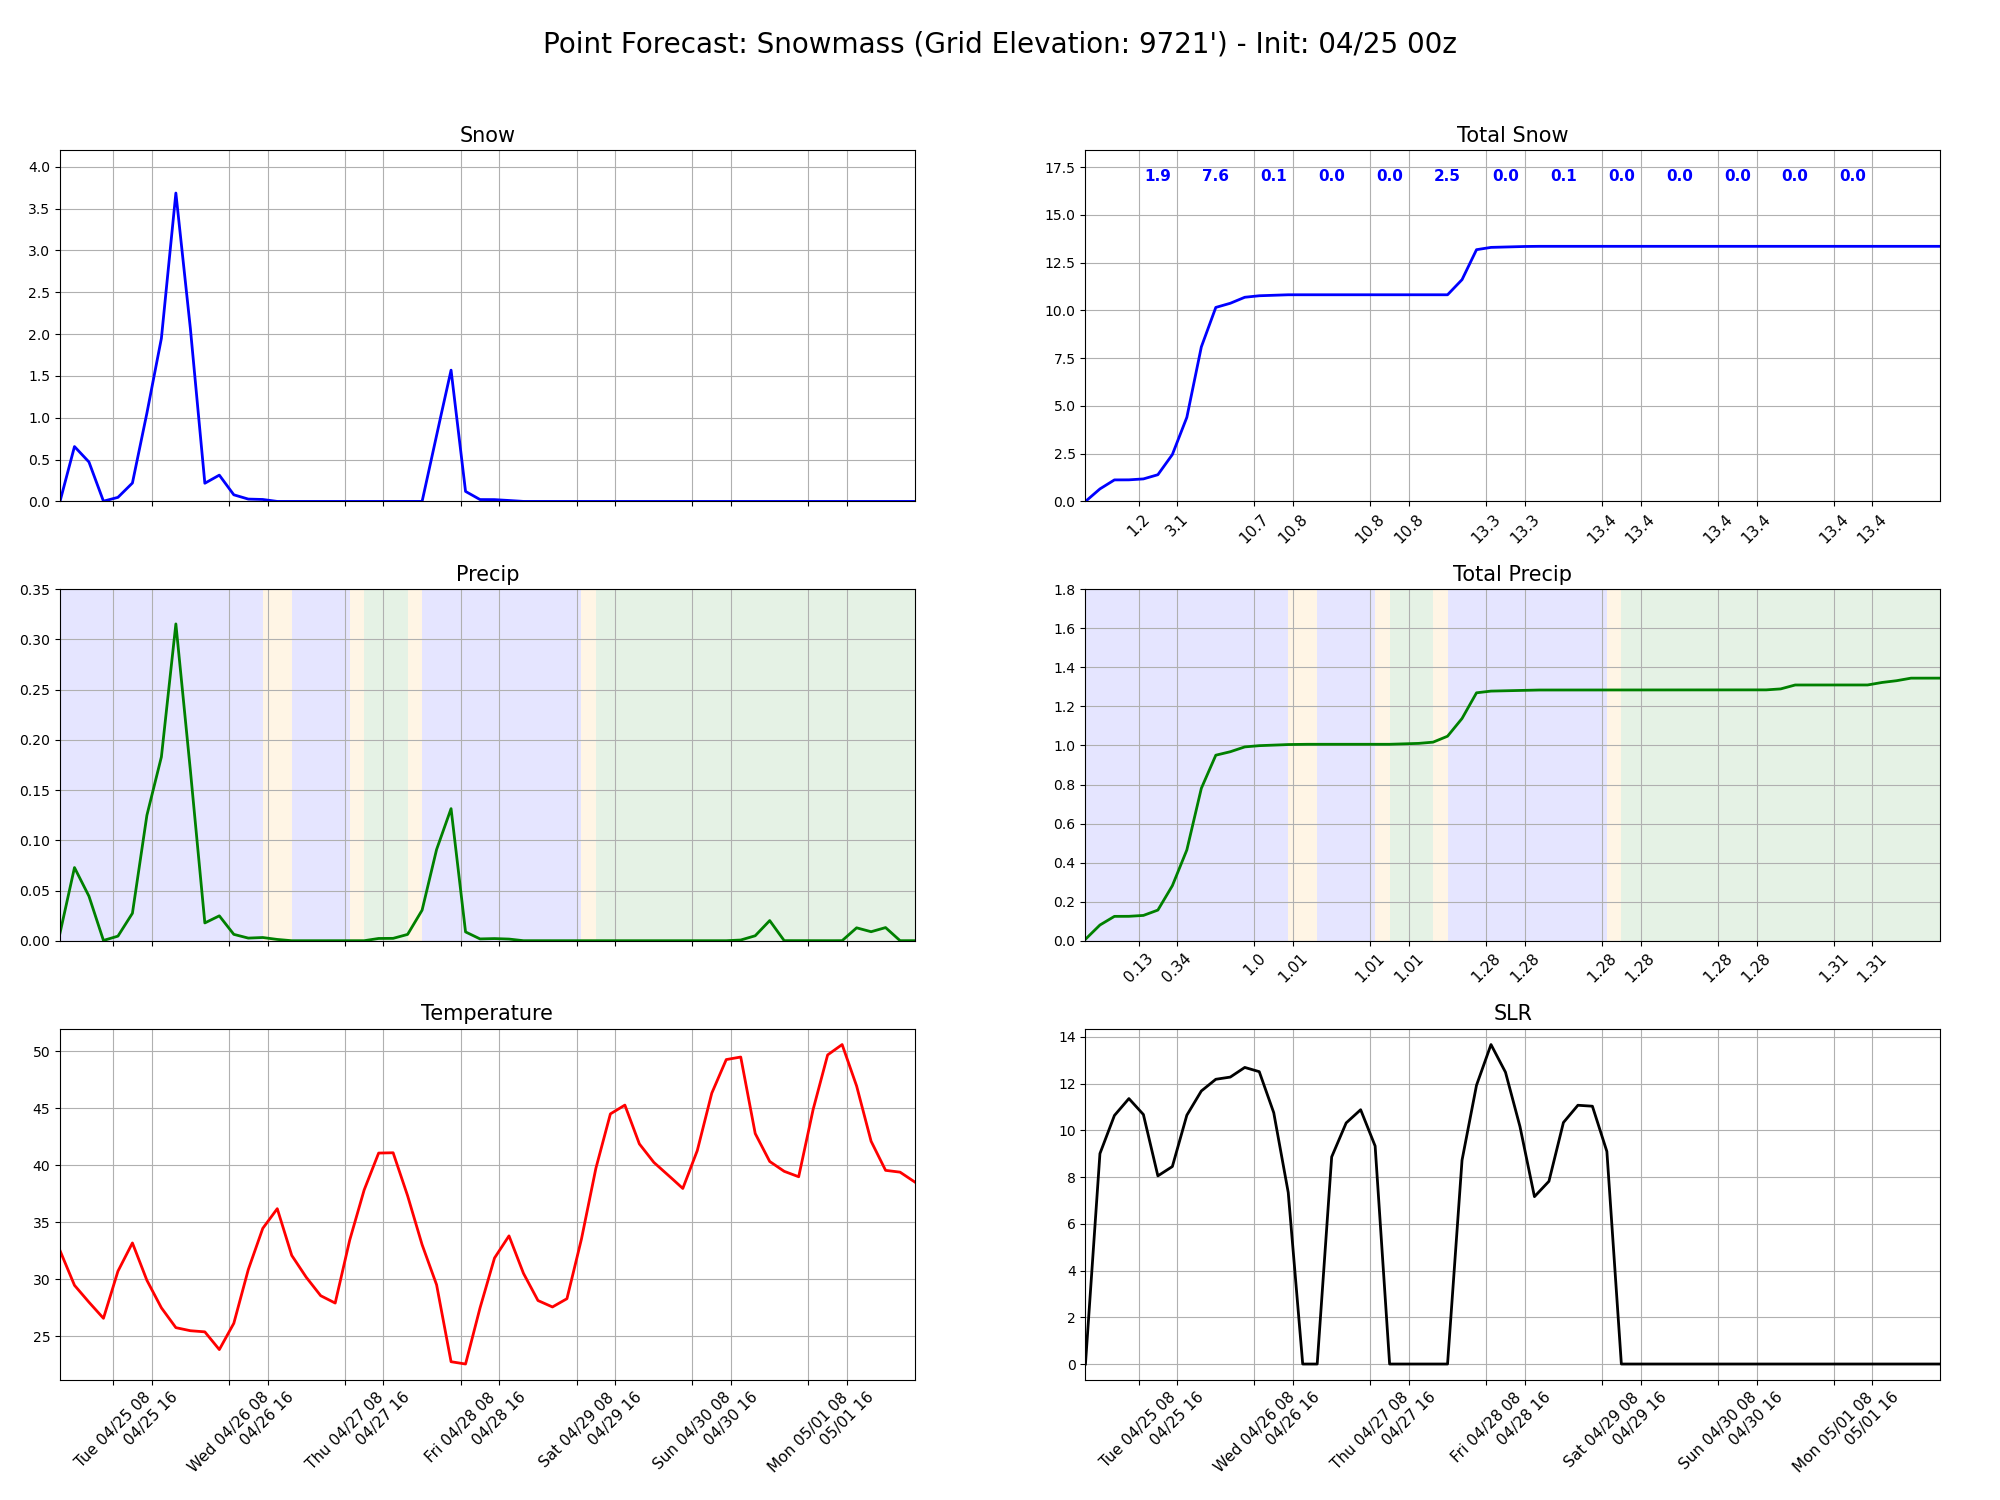 Point Forecast: Snowmass (Grid Elevation: 9721') - Init: 04/25 00z
Snow
4.0
3.5
3.0
2.5
2.0
1.5
1.0
0.5
0.0
Total Snow
17.5
15.0
12.5
10.0
7.5
5.0
2.5
0.0
1.9 7.6 0.1 0.0 0.0 2.5 0.0 0.1 0.0 0.0 0.0 0.0 0.0
1.2 3.1 10.7 10.8 10.8 10.8 13.3 13.3 13.4 13.4 13.4 13.4 13.4 13.4
Precip
0.35
0.30
0.25
0.20
0.15
0.10
0.05
0.00
Total Precip
1.8
1.6
1.4
1.2
1.0
0.8
0.6
0.4
0.2
0.0
0.13 0.34 1.0 1.01 1.01 1.01 1.28 1.28 1.28 1.28 1.28 1.28 1.31 1.31
Temperature
50
45
40
35
30
25
Tue 04/25 08
04/25 16
Wed 04/26 08
04/26 16
Thu 04/27 08
04/27 16
Fri 04/28 08
04/28 16
Sat 04/29 08
04/29 16
Sun 04/30 08
04/30 16
Mon 05/01 08
05/01 16
SLR
14
12
10
8
6
4
2
0
Tue 04/25 08
04/25 16
Wed 04/26 08
04/26 16
Thu 04/27 08
04/27 16
Fri 04/28 08
04/28 16
Sat 04/29 08
04/29 16
Sun 04/30 08
04/30 16
Mon 05/01 08
05/01 16